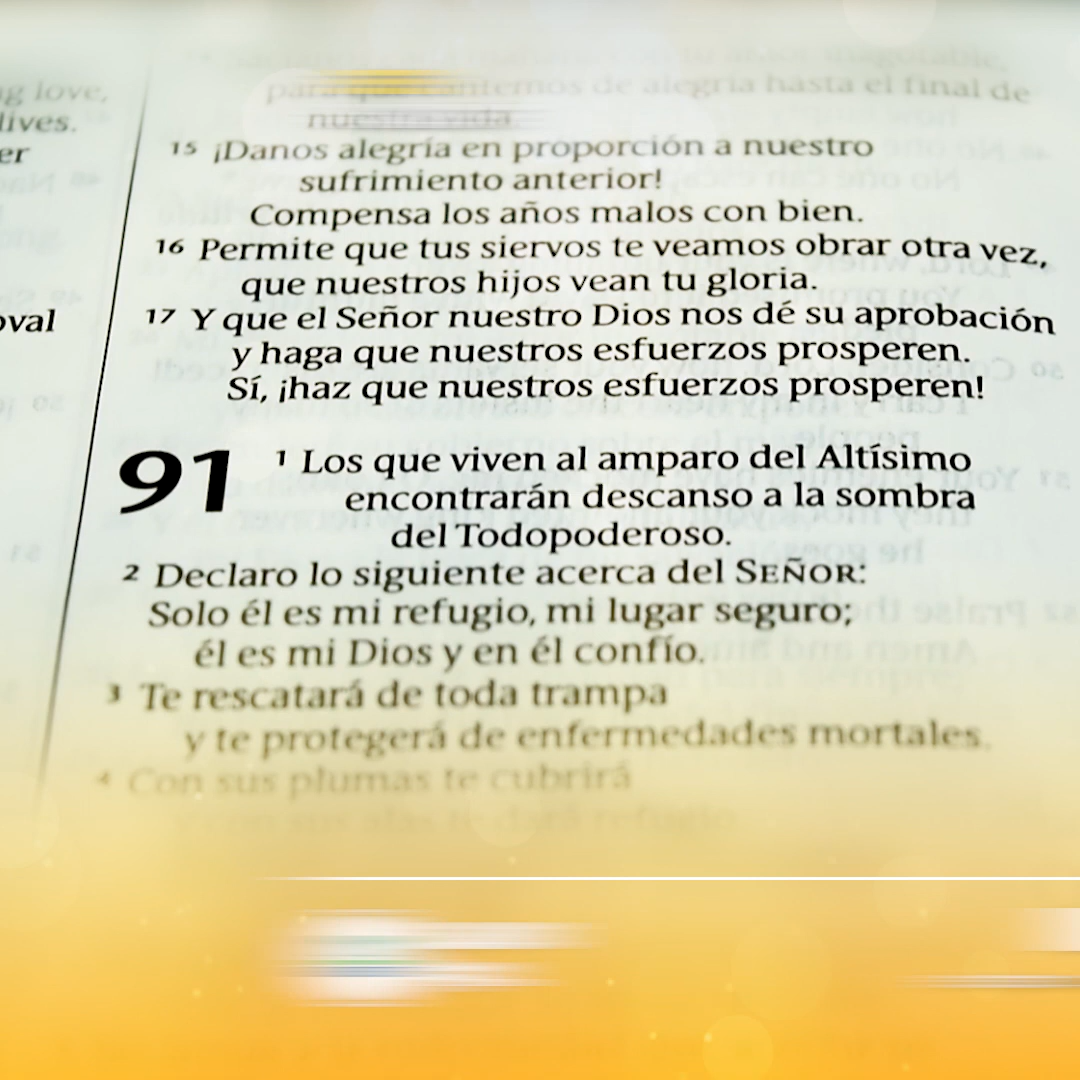 g love,
lives.
er
oval
para que cantemos de alegría hasta el final de
nuestra vida.
15 ¡Danos alegría en proporción a nuestro
sufrimiento anterior!
Compensa los años malos con bien.
16 Permite que tus siervos te veamos obrar otra vez,
que nuestros hijos vean tu gloria.
17 Y que el Señor nuestro Dios nos dé su aprobación
y haga que nuestros esfuerzos prosperen.
Sí, ¡haz que nuestros esfuerzos prosperen!
91 1 Los que viven al amparo del Altísimo
encontrarán descanso a la sombra
del Todopoderoso.
2 Declaro lo siguiente acerca del SEÑOR:
Solo él es mi refugio, mi lugar seguro;
él es mi Dios y en él confío.
3 Te rescatará de toda trampa
y te protegerá de enfermedades mortales.
4 Con sus plumas te cubrirá